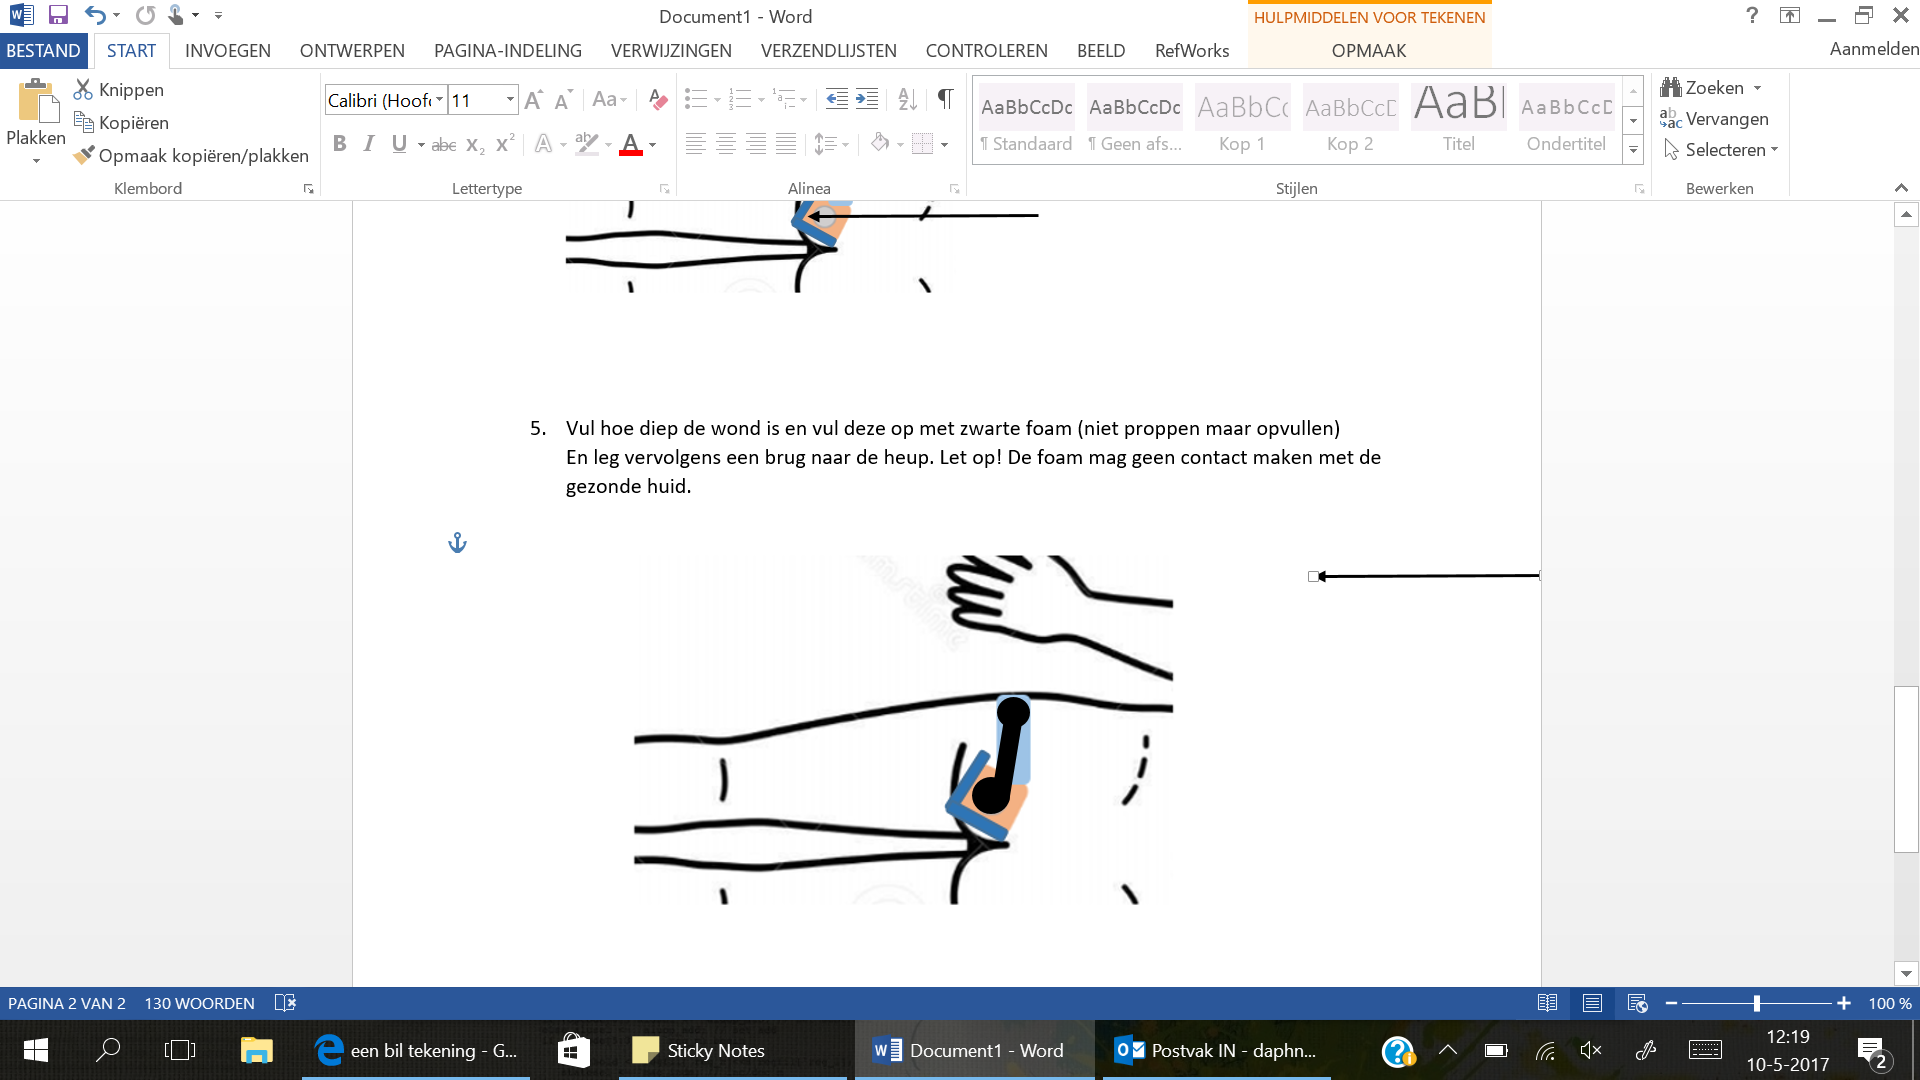 Document1 - Word
HULPMIDDELEN VOOR TEKENEN
?
BESTAND START INVOEGEN ONTWERPEN PAGINA-INDELING VERWIJZINGEN VERZENDLIJSTEN CONTROLEREN BEELD RefWorks OPMAAK Aanmelden
Plakken
Knippen
Kopiëren
Opmaak kopiëren/plakken
Klembord
Calibri (Hoof 11
Lettertype
Alinea
AaBbCcDc AaBbCcDc AaBbC AaBbCcD AaB AaBbCcD
¶ Standaard ¶ Geen afs... Kop 1 Kop 2 Titel Ondertitel
Stijlen
Zoeken
Vervangen
Selecteren
Bewerken
5. Vul hoe diep de wond is en vul deze op met zwarte foam (niet proppen maar opvullen)
En leg vervolgens een brug naar de heup. Let op! De foam mag geen contact maken met de
gezonde huid.
PAGINA 2 VAN 2 130 WOORDEN 100 %
een bil tekening - G... Sticky Notes Document1 - Word Postvak IN - daphn...
12:19
10-5-2017
2